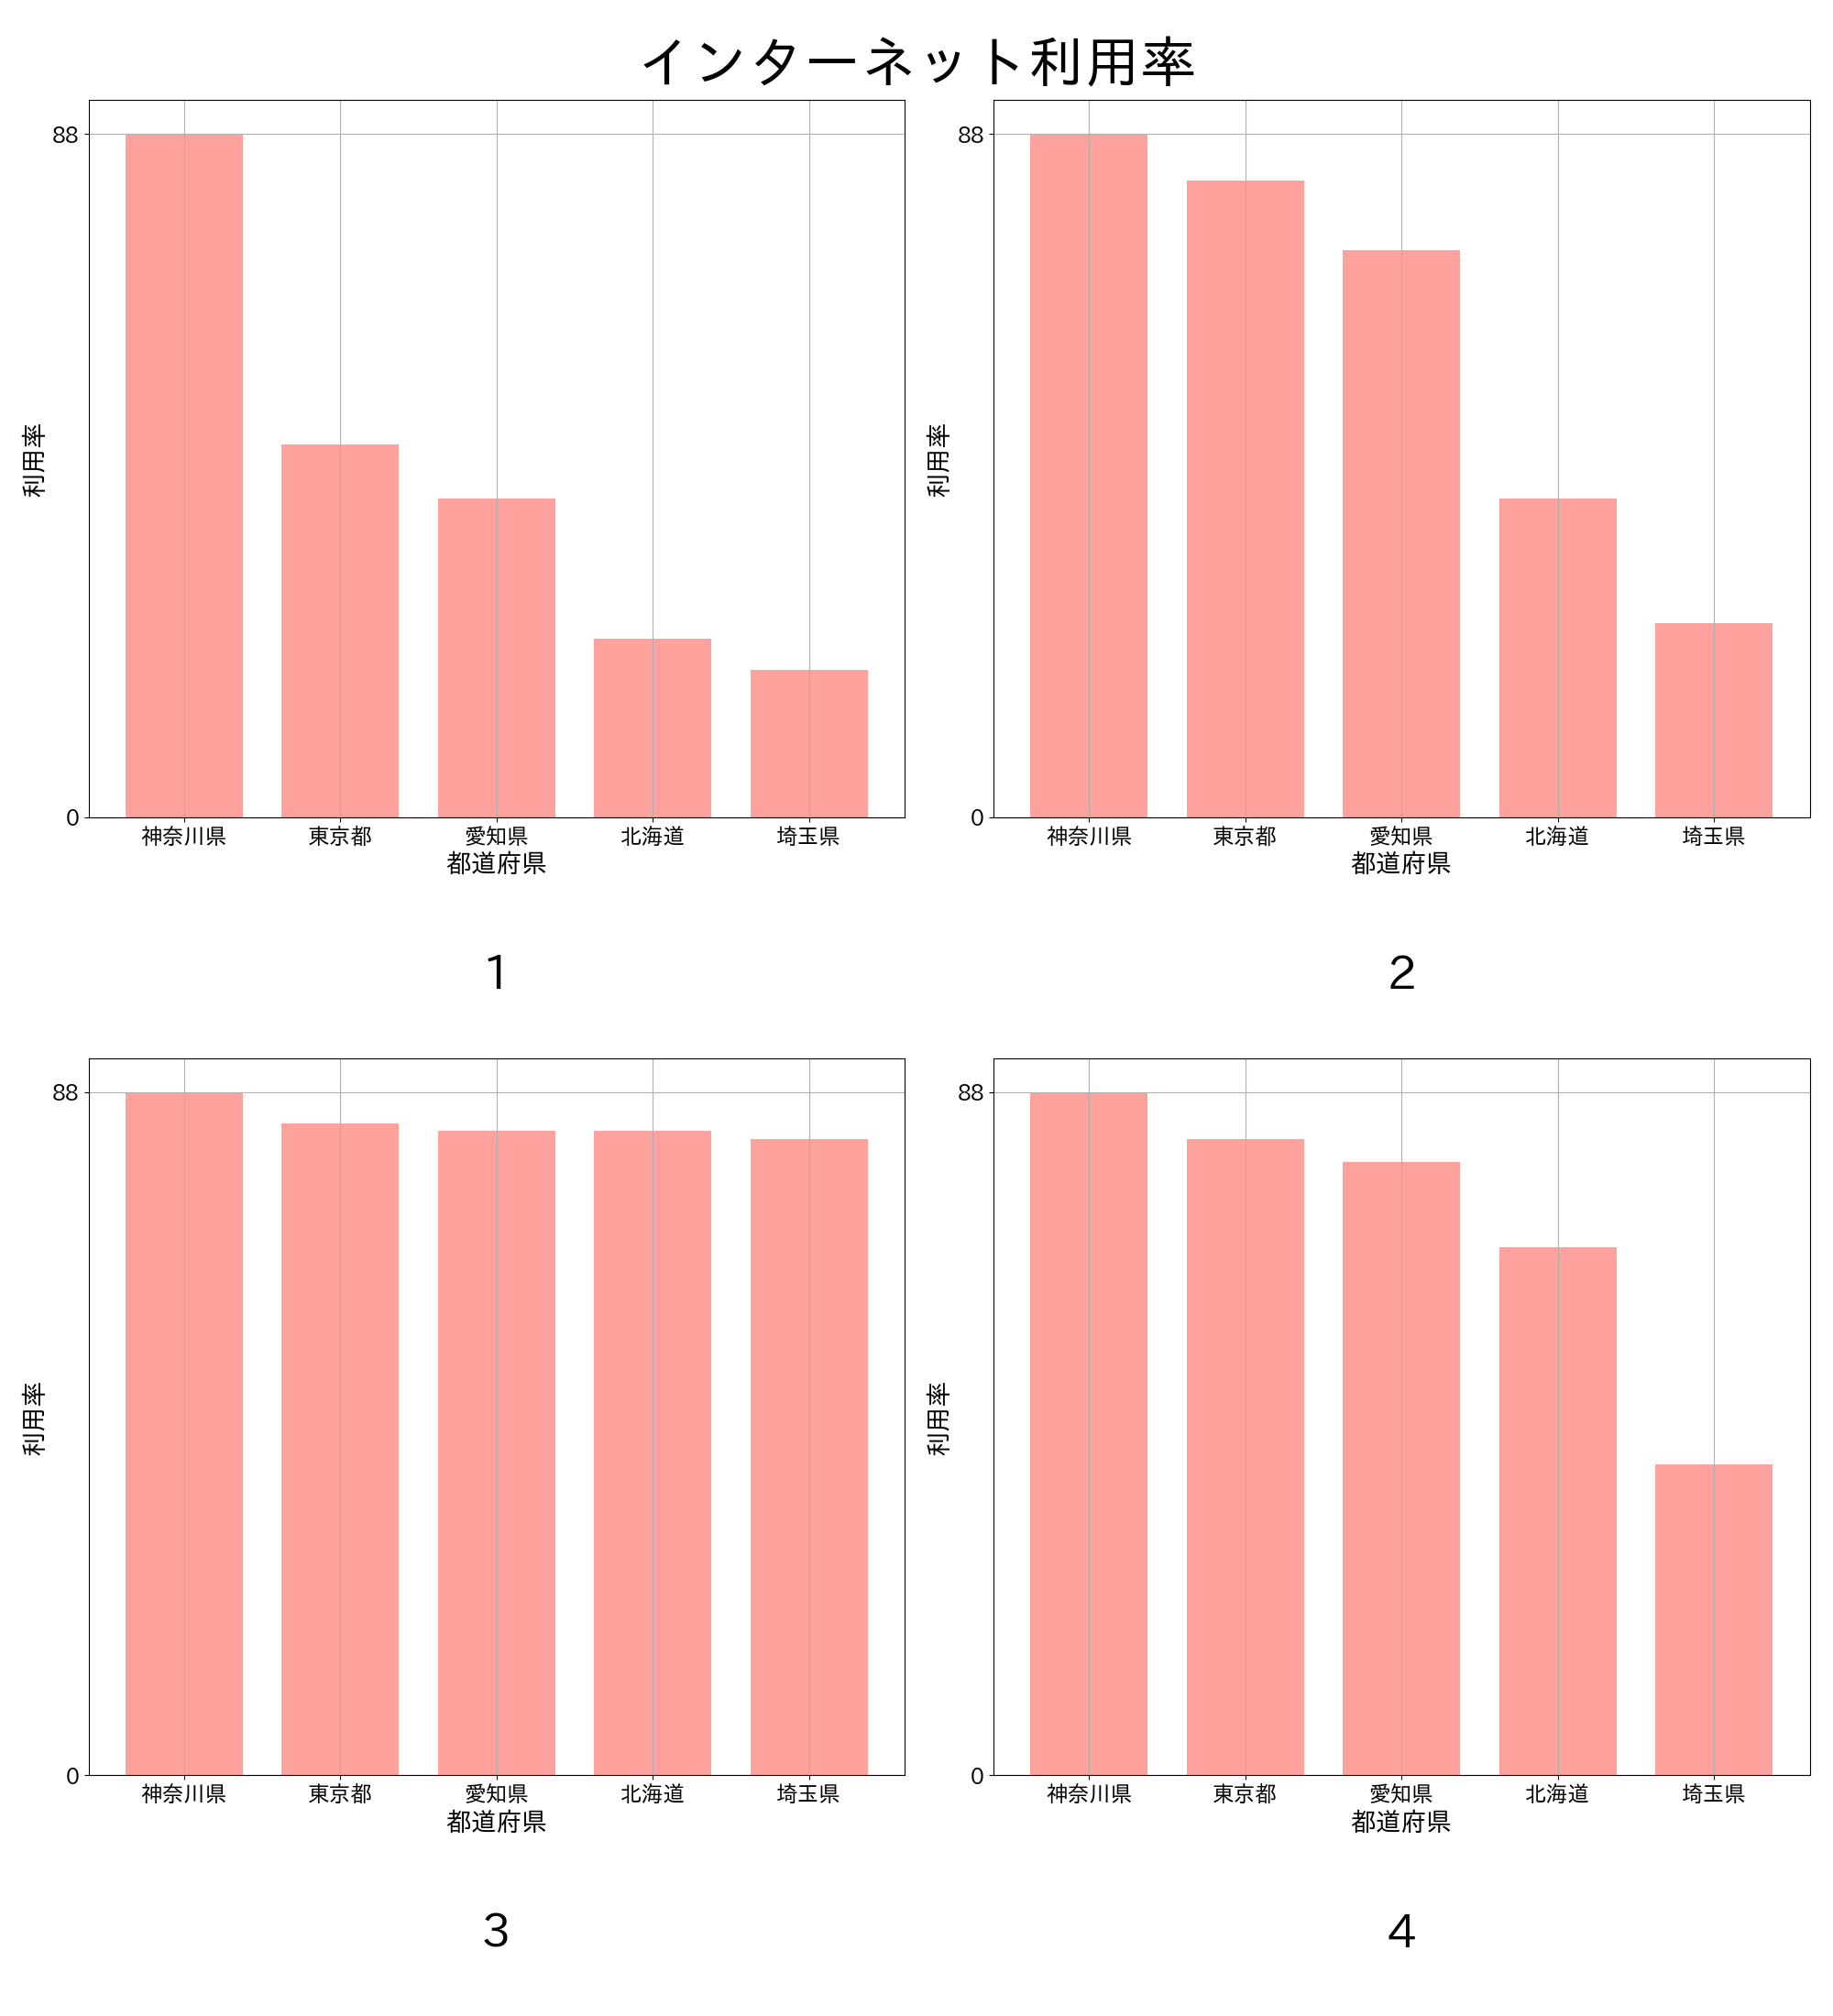 インターネット利用率
88
0
利用率
神奈川県 東京都 愛知県 北海道 埼玉県
都道府県
1
88
0
利用率
神奈川県 東京都 愛知県 北海道 埼玉県
都道府県
2
88
0
利用率
神奈川県 東京都 愛知県 北海道 埼玉県
都道府県
3
88
0
利用率
神奈川県 東京都 愛知県 北海道 埼玉県
都道府県
4